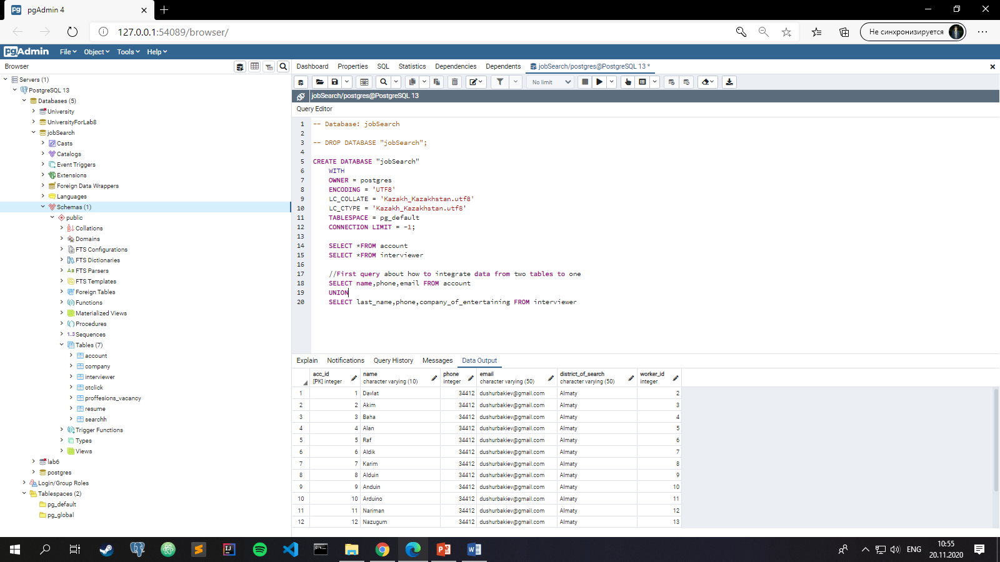 pgAdmin 4
127.0.0.1:54089/browser/
Не синхронизируется
pgAdmin File Object Tools Help
Browser
Dashboard Properties SQL Statistics Dependencies Dependents jobSearch/postgres@PostgreSQL 13 *
No limit
jobSearch/postgres@PostgreSQL 13
Query Editor
Servers (1)
PostgreSQL 13
Databases (5)
University
UniversityForLab8
jobSearch
Casts
Catalogs
Event Triggers
Extensions
Foreign Data Wrappers
Languages
Schemas (1)
public
Collations
Domains
FTS Configurations
FTS Dictionaries
FTS Parsers
FTS Templates
Foreign Tables
Functions
Materialized Views
Procedures
1..3 Sequences
Tables (7)
account
company
interviewer
otclick
proffesions_vacancy
resume
searchh
Trigger Functions
Types
Views
lab6
postgres
Login/Group Roles
Tablespaces (2)
pg_default
pg_global
1 -- Database: jobSearch
2
3 -- DROP DATABASE "jobSearch";
4
5 CREATE DATABASE "jobSearch"
6 WITH
7 OWNER = postgres
8 ENCODING = 'UTF8'
9 LC_COLLATE = 'Kazakh_Kazakhstan.utf8'
10 LC_CTYPE = 'Kazakh_Kazakhstan.utf8'
11 TABLESPACE = pg_default
12 CONNECTION LIMIT = -1;
13
14 SELECT *FROM account
15 SELECT *FROM interviewer
16
17 //First query about how to integrate data from two tables to one
18 SELECT name,phone,email FROM account
19 UNION
20 SELECT last_name,phone,company_of_entertaining FROM interviewer
Explain Notifications Query History Messages Data Output
acc_id name phone email district_of_search worker_id
[PK] integer character varying (10) integer character varying (50) character varying (50) integer
1 1 Davlat 34412 dushurbakiev@gmail.com Almaty 2
2 2 Akim 34412 dushurbakiev@gmail.com Almaty 3
3 3 Baha 34412 dushurbakiev@gmail.com Almaty 4
4 4 Alan 34412 dushurbakiev@gmail.com Almaty 5
5 5 Raf 34412 dushurbakiev@gmail.com Almaty 6
6 6 Aldik 34412 dushurbakiev@gmail.com Almaty 7
7 7 Karim 34412 dushurbakiev@gmail.com Almaty 8
8 8 Alduin 34412 dushurbakiev@gmail.com Almaty 9
9 9 Anduin 34412 dushurbakiev@gmail.com Almaty 10
10 10 Arduino 34412 dushurbakiev@gmail.com Almaty 11
11 11 Nariman 34412 dushurbakiev@gmail.com Almaty 12
12 12 Nazugum 34412 dushurbakiev@gmail.com Almaty 13
ENG
10:55
20.11.2020